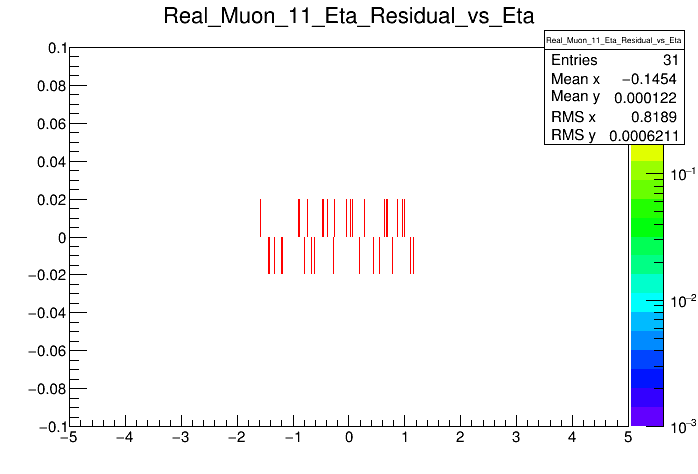 Real_Muon_11_Eta_Residual_vs_Eta
Real_Muon_11_Eta_Residual_vs_Eta
Entries 31
Mean x −0.1454
Mean y 0.000122
RMS x 0.8189
RMS y 0.0006211
0.1
0.08
0.06
0.04
0.02
0
−0.02
−0.04
−0.06
−0.08
−0.1
−5 −4 −3 −2 −1 0 1 2 3 4 5
10−1
10−2
10−3